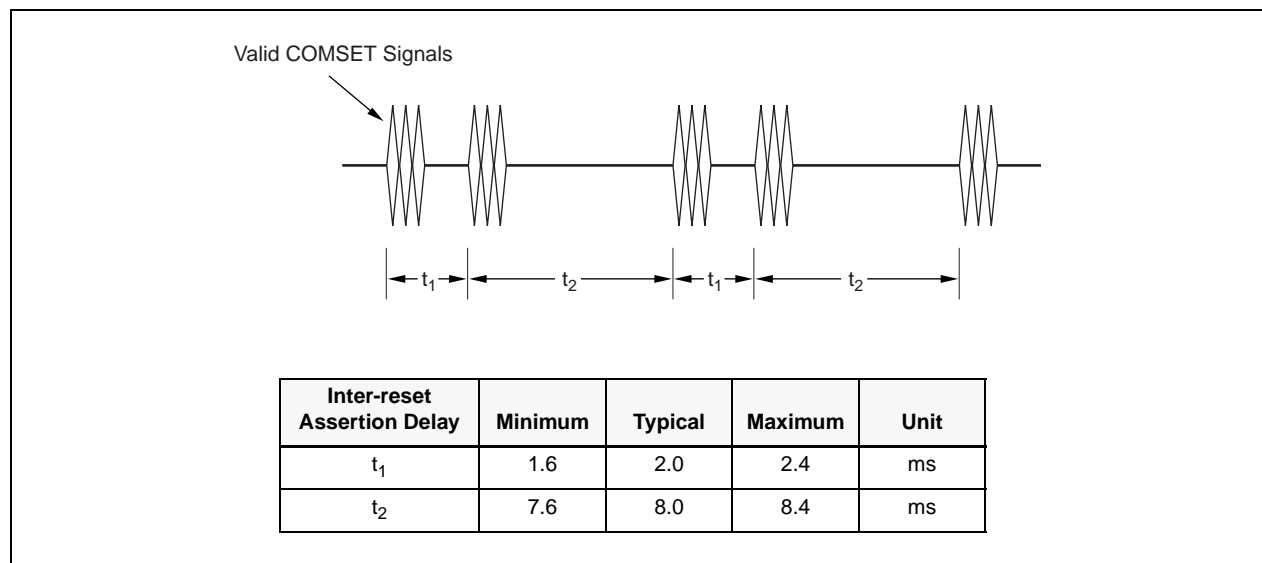 Valid COMSET Signals
t₁ t₂ t₁ t₂
Inter-reset
Assertion Delay Minimum Typical Maximum Unit
t₁ 1.6 2.0 2.4 ms
t₂ 7.6 8.0 8.4 ms